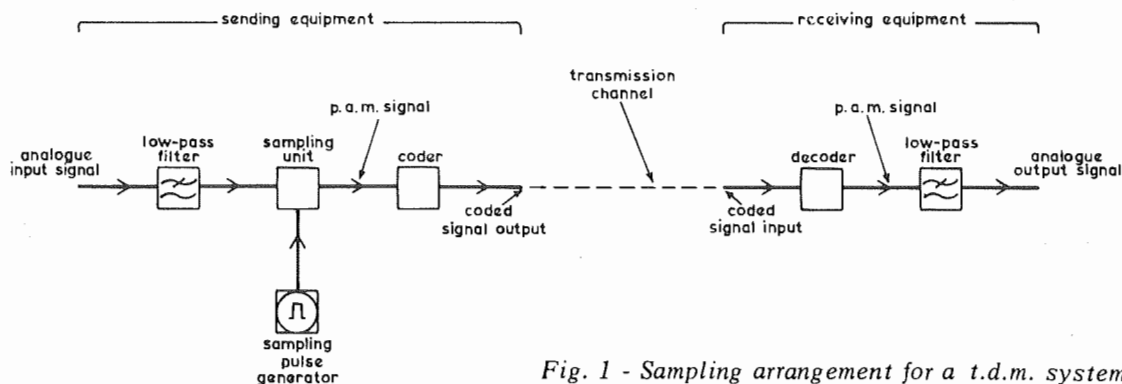 sending equipment
receiving equipment
transmission
channel
p.a.m. signal
p.a.m. signal
analogue
input signal
low-pass
filter
sampling
unit
coder
decoder
low-pass
filter
analogue
output signal
coded
signal output
coded
signal input
sampling
pulse
generator
Fig. 1 - Sampling arrangement for a t.d.m. system